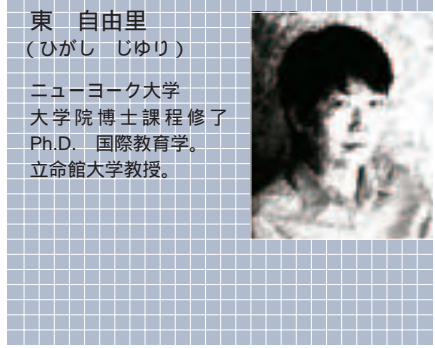 東　自由里
（ひがし　じゆり）
ニューヨーク大学
大学院博士課程修了
Ph.D.　国際教育学。
立命館大学教授。